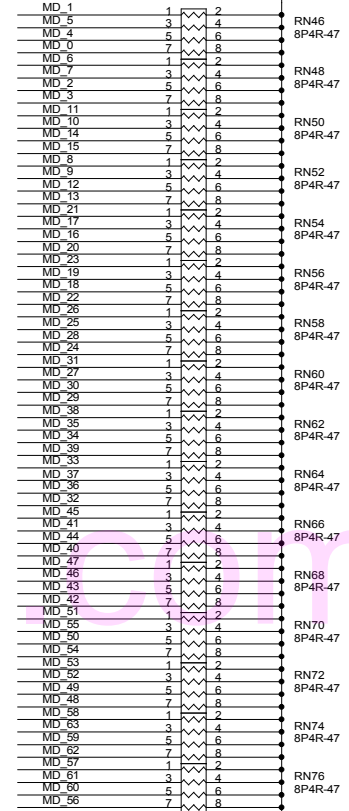 MD_1 1 2
MD_5 3 4 RN46
MD_4 5 6 8P4R-47
MD_0 7 8
MD_6 1 2
MD_7 3 4 RN48
MD_2 5 6 8P4R-47
MD_3 7 8
MD_11 1 2
MD_10 3 4 RN50
MD_14 5 6 8P4R-47
MD_15 7 8
MD_8 1 2
MD_9 3 4 RN52
MD_12 5 6 8P4R-47
MD_13 7 8
MD_21 1 2
MD_17 3 4 RN54
MD_16 5 6 8P4R-47
MD_20 7 8
MD_23 1 2
MD_19 3 4 RN56
MD_18 5 6 8P4R-47
MD_22 7 8
MD_26 1 2
MD_25 3 4 RN58
MD_28 5 6 8P4R-47
MD_24 7 8
MD_31 1 2
MD_27 3 4 RN60
MD_30 5 6 8P4R-47
MD_29 7 8
MD_38 1 2
MD_35 3 4 RN62
MD_34 5 6 8P4R-47
MD_39 7 8
MD_33 1 2
MD_37 3 4 RN64
MD_36 5 6 8P4R-47
MD_32 7 8
MD_45 1 2
MD_41 3 4 RN66
MD_44 5 6 8P4R-47
MD_40 7 8
MD_47 1 2
MD_46 3 4 RN68
MD_43 5 6 8P4R-47
MD_42 7 8
MD_51 1 2
MD_55 3 4 RN70
MD_50 5 6 8P4R-47
MD_54 7 8
MD_53 1 2
MD_52 3 4 RN72
MD_49 5 6 8P4R-47
MD_48 7 8
MD_58 1 2
MD_63 3 4 RN74
MD_59 5 6 8P4R-47
MD_62 7 8
MD_57 1 2
MD_61 3 4 RN76
MD_60 5 6 8P4R-47
MD_56 7 8
.com